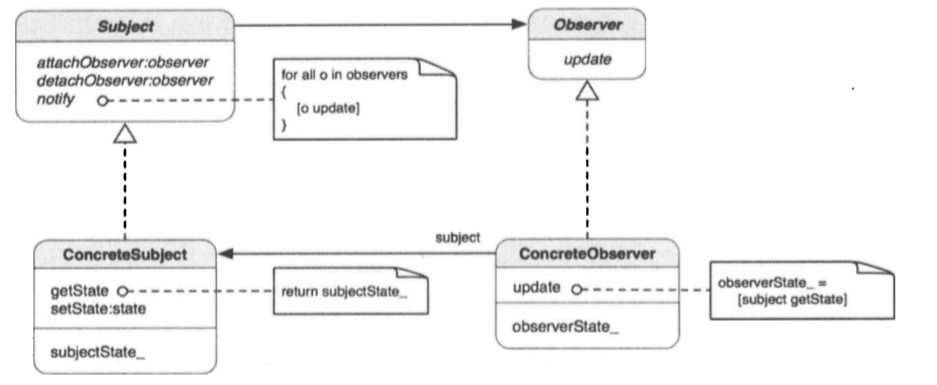 Subject
attachObserver:observer
detachObserver:observer
notify
for all o in observers
{
[o update]
}
Observer
update
subject
ConcreteSubject
getState
setState:state
subjectState_
return subjectState_
ConcreteObserver
update
observerState_
observerState_ =
[subject getState]